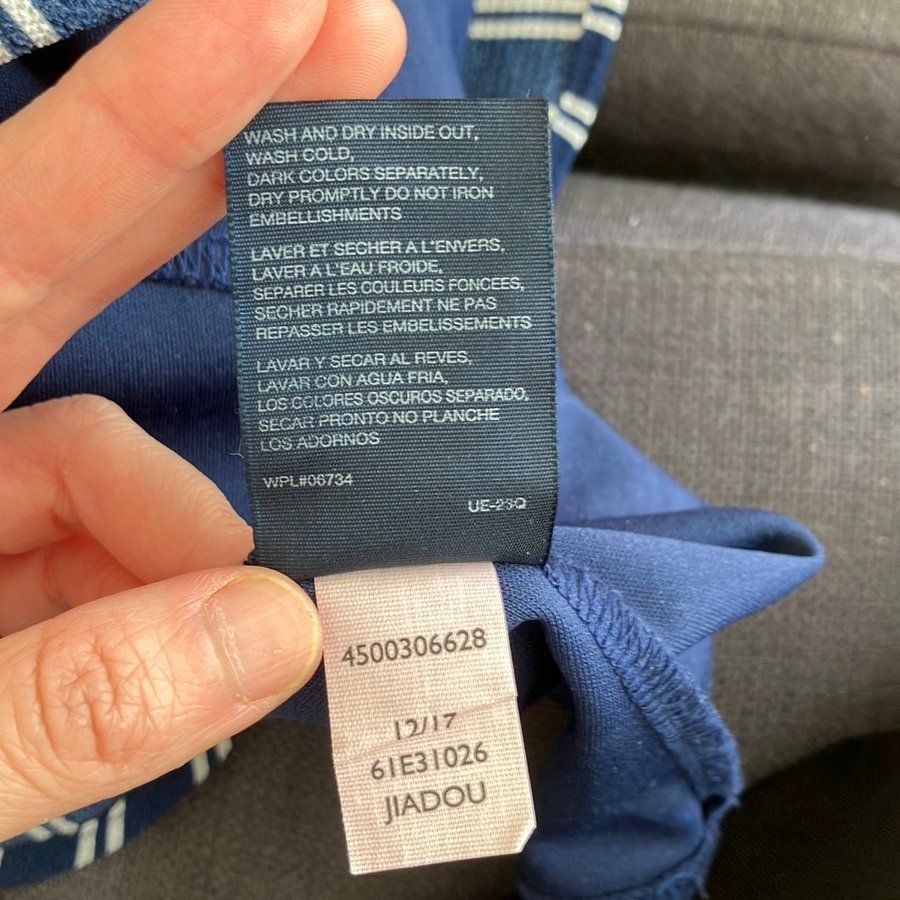 WASH AND DRY INSIDE OUT,
WASH COLD,
DARK COLORS SEPARATELY,
DRY PROMPTLY DO NOT IRON
EMBELLISHMENTS
LAVER ET SECHER A L'ENVERS,
LAVER A L'EAU FROIDE,
SEPARER LES COULEURS FONCEES,
SECHER RAPIDEMENT NE PAS
REPASSER LES EMBELISSEMENTS
LAVAR Y SECAR AL REVES,
LAVAR CON AGUA FRIA,
LOS COLORES OSCUROS SEPARADO,
SECAR PRONTO NO PLANCHE
LOS ADORNOS
WPL#06734
UE-23Q
4500306628
12/17
61E31026
JIADOU